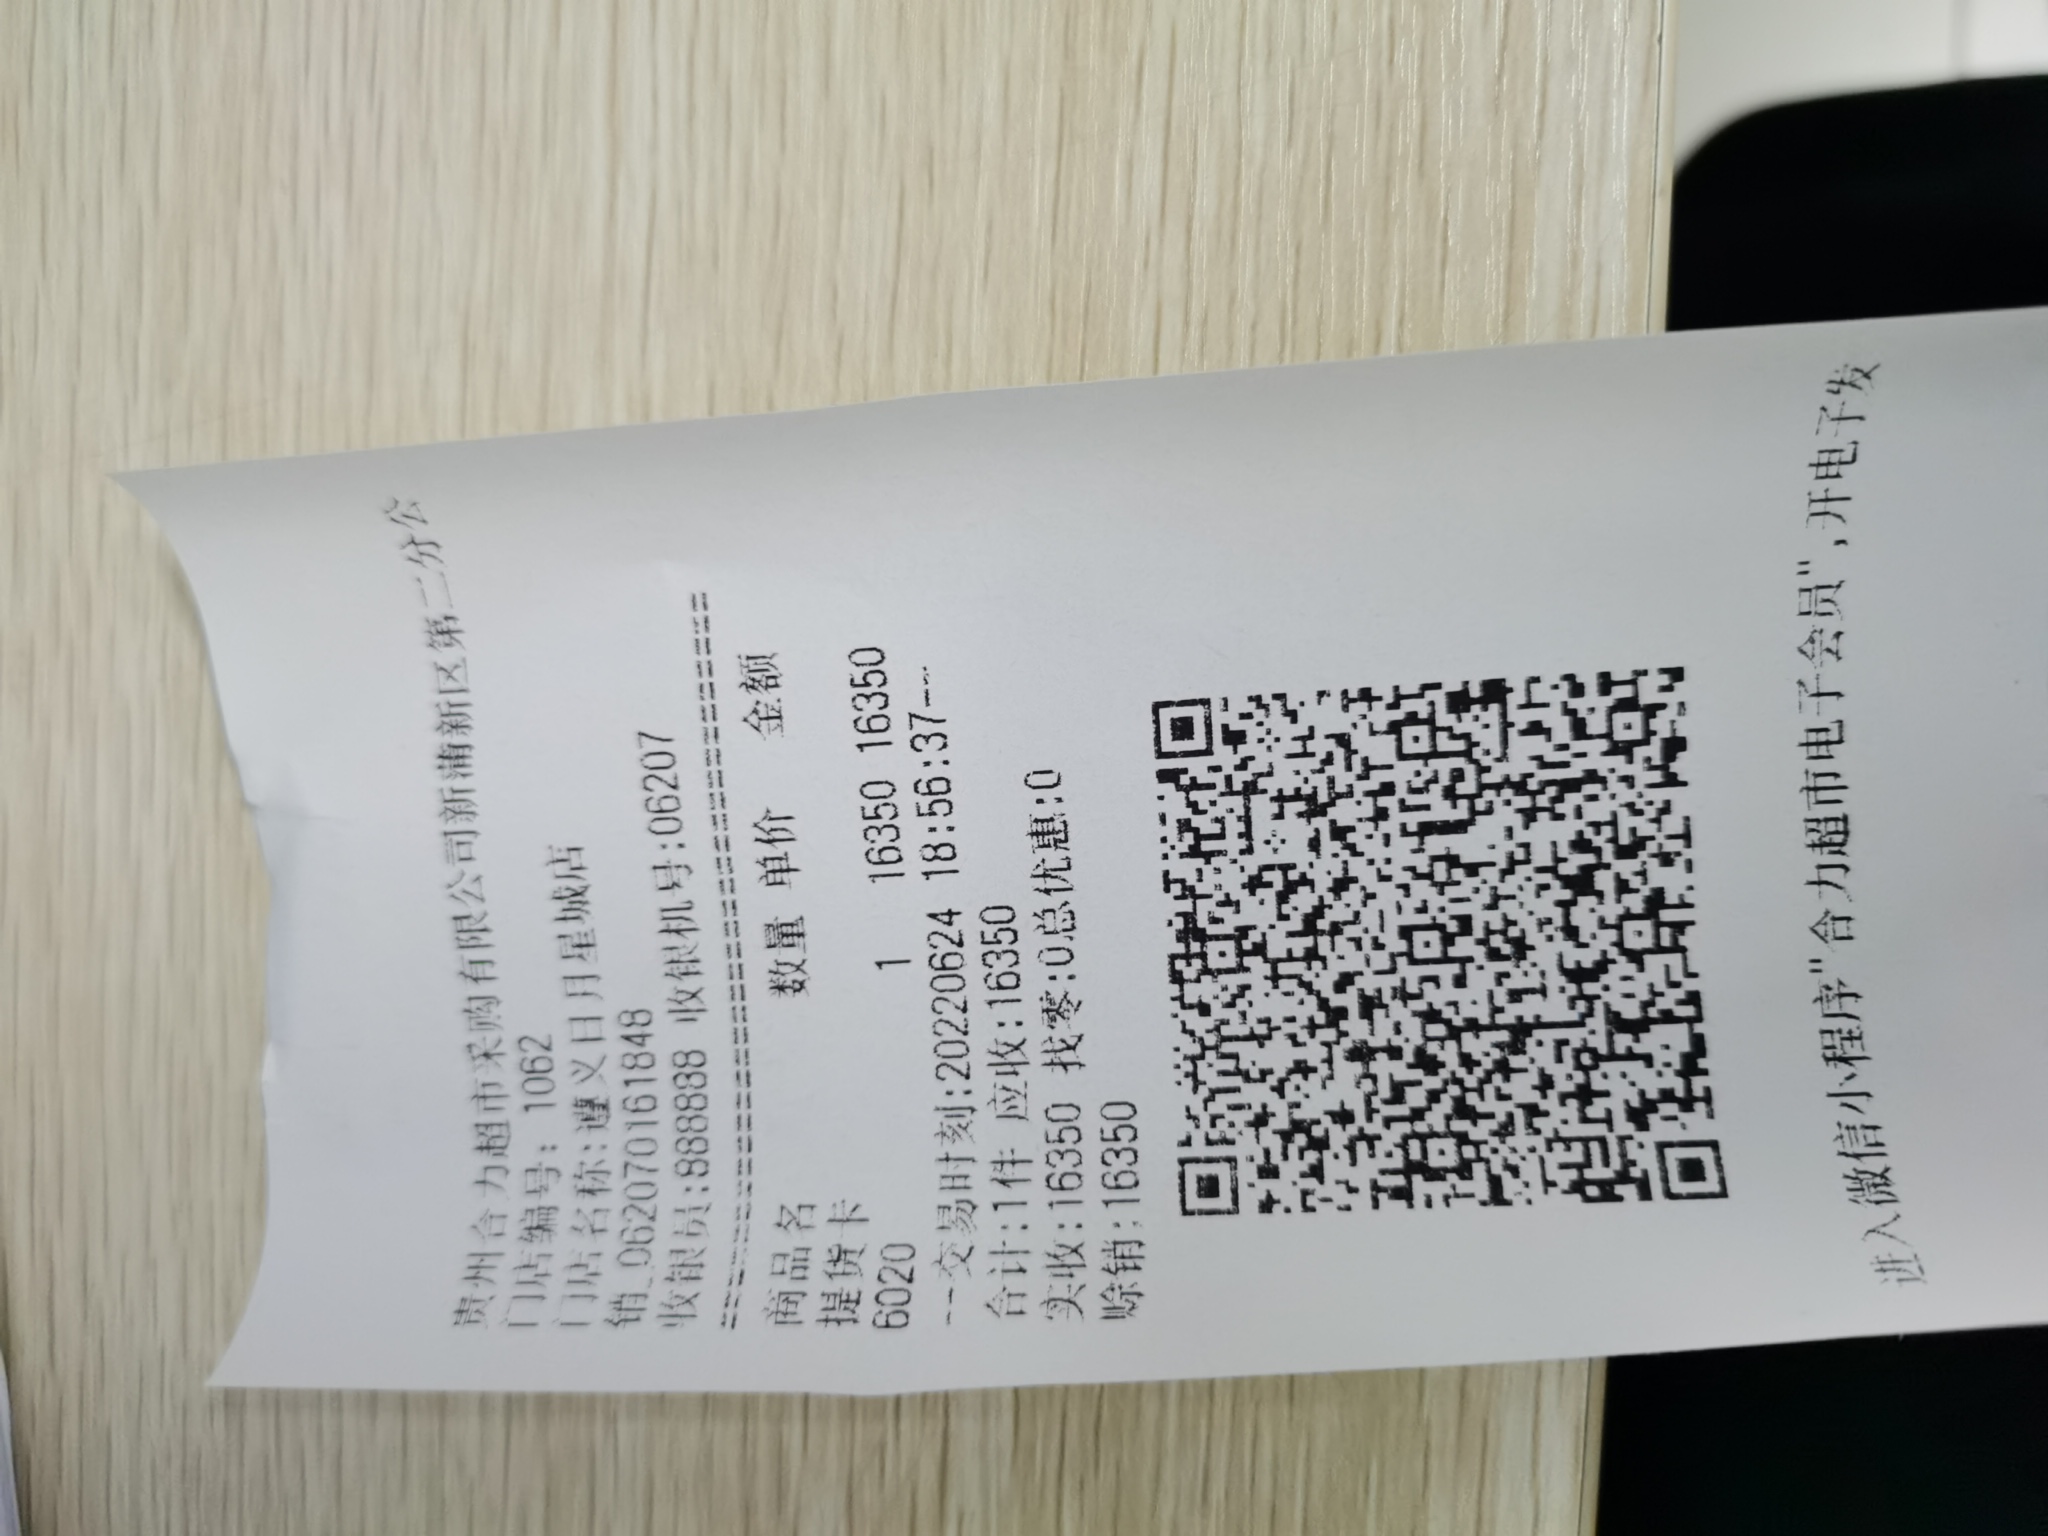 贵州合力超市采购有限公司新浦新区第二分公
门店编号: 1062
门店名称:遵义日月星城店
销_0620701618​48
收银员:888888 收银机号:06207
================================
商品名 数量 单价 金额
提货卡
6020 1 16350 16350
--交易时刻:20220624 18:56:37--
合计:1件 应收:16350
实收:16350 找零:0总优惠:0
赊销:16350
进入微信小程序"合力超市电子会员",开电子发